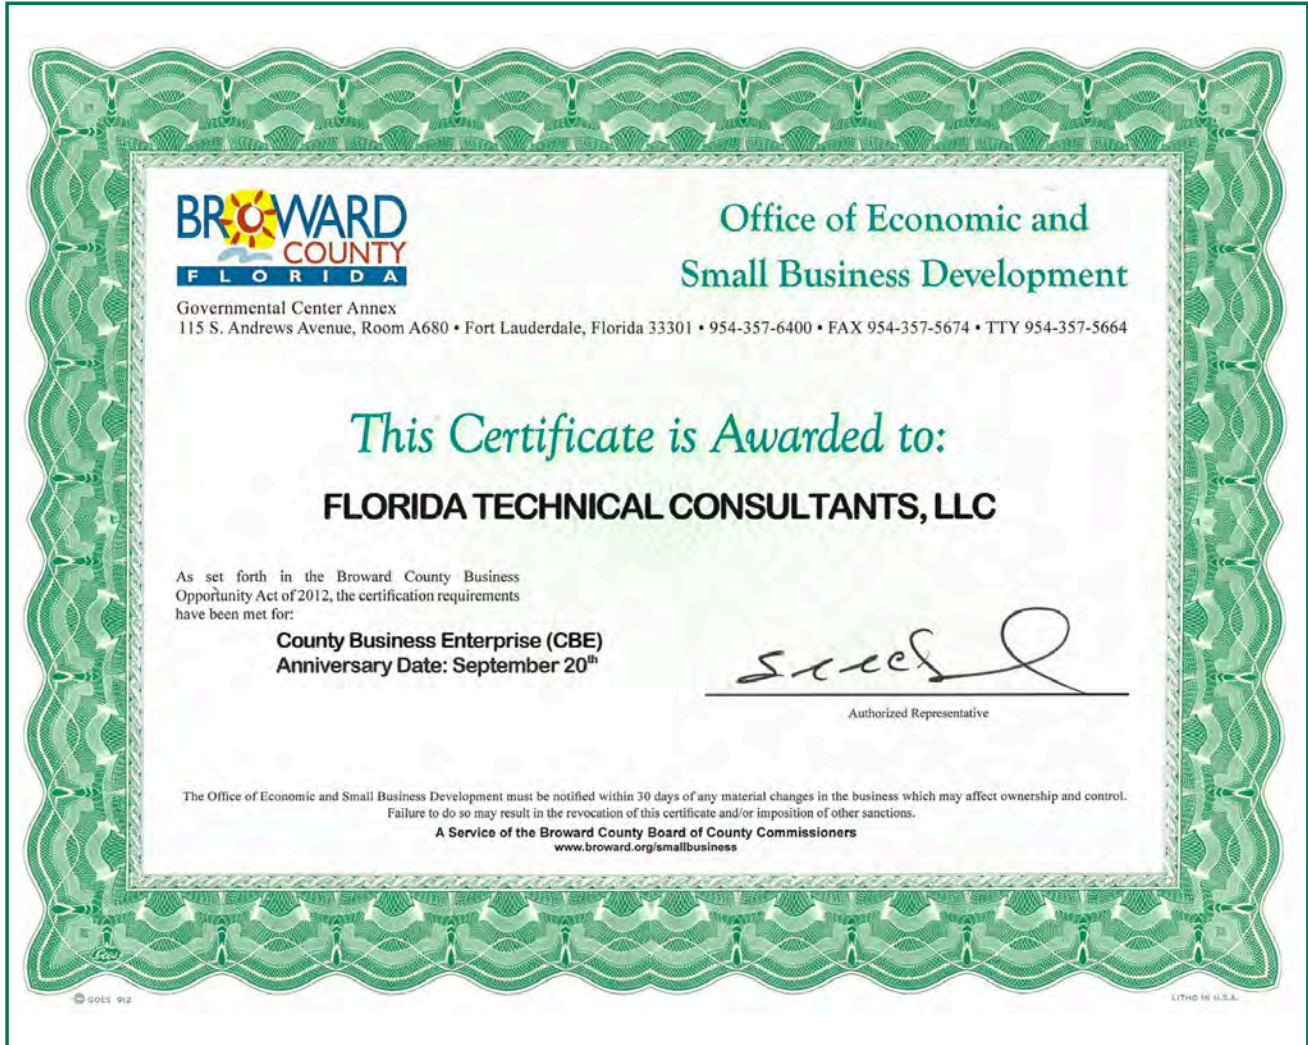 BROWARD
COUNTY
FLORIDA
Office of Economic and
Small Business Development
Governmental Center Annex
115 S. Andrews Avenue, Room A680 • Fort Lauderdale, Florida 33301 • 954-357-6400 • FAX 954-357-5674 • TTY 954-357-5664
This Certificate is Awarded to:
FLORIDA TECHNICAL CONSULTANTS, LLC
As set forth in the Broward County Business
Opportunity Act of 2012, the certification requirements
have been met for:
County Business Enterprise (CBE)
Anniversary Date: September 20th
Authorized Representative
The Office of Economic and Small Business Development must be notified within 30 days of any material changes in the business which may affect ownership and control.
Failure to do so may result in the revocation of this certificate and/or imposition of other sanctions.
A Service of the Broward County Board of County Commissioners
www.broward.org/smallbusiness
Goes
© GOES 912
LITHO IN U.S.A.